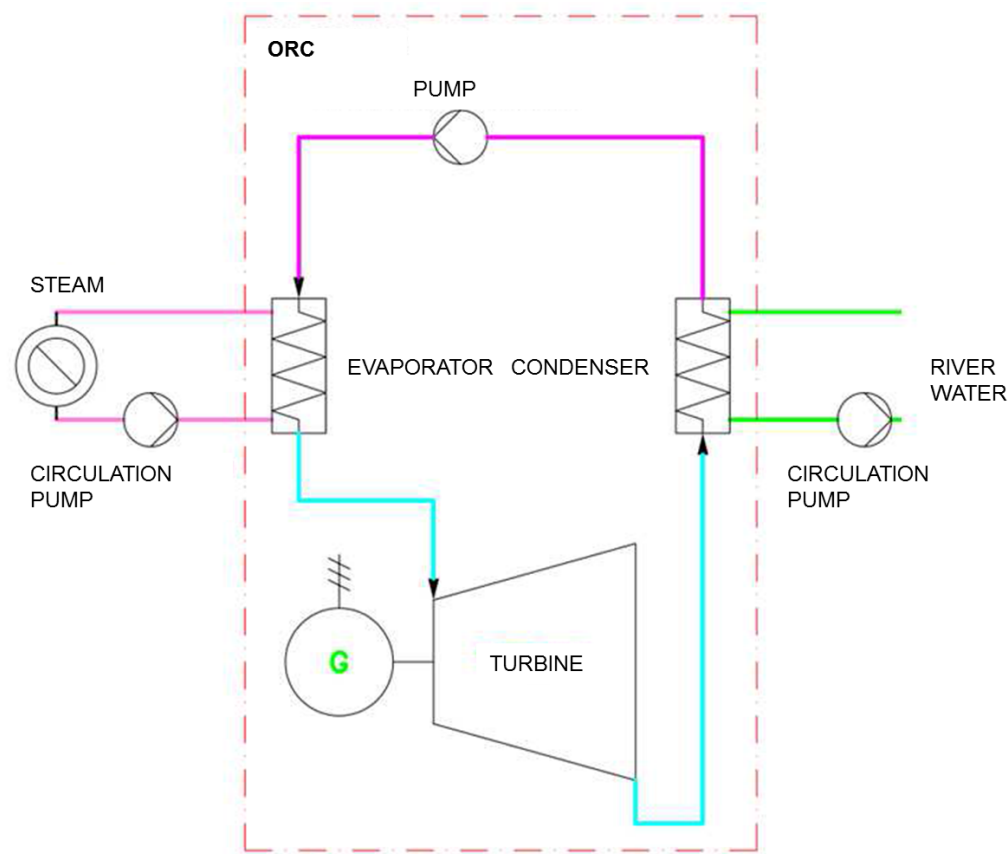 ORC
PUMP
STEAM
EVAPORATOR
CONDENSER
RIVER
WATER
CIRCULATION
PUMP
CIRCULATION
PUMP
G
TURBINE